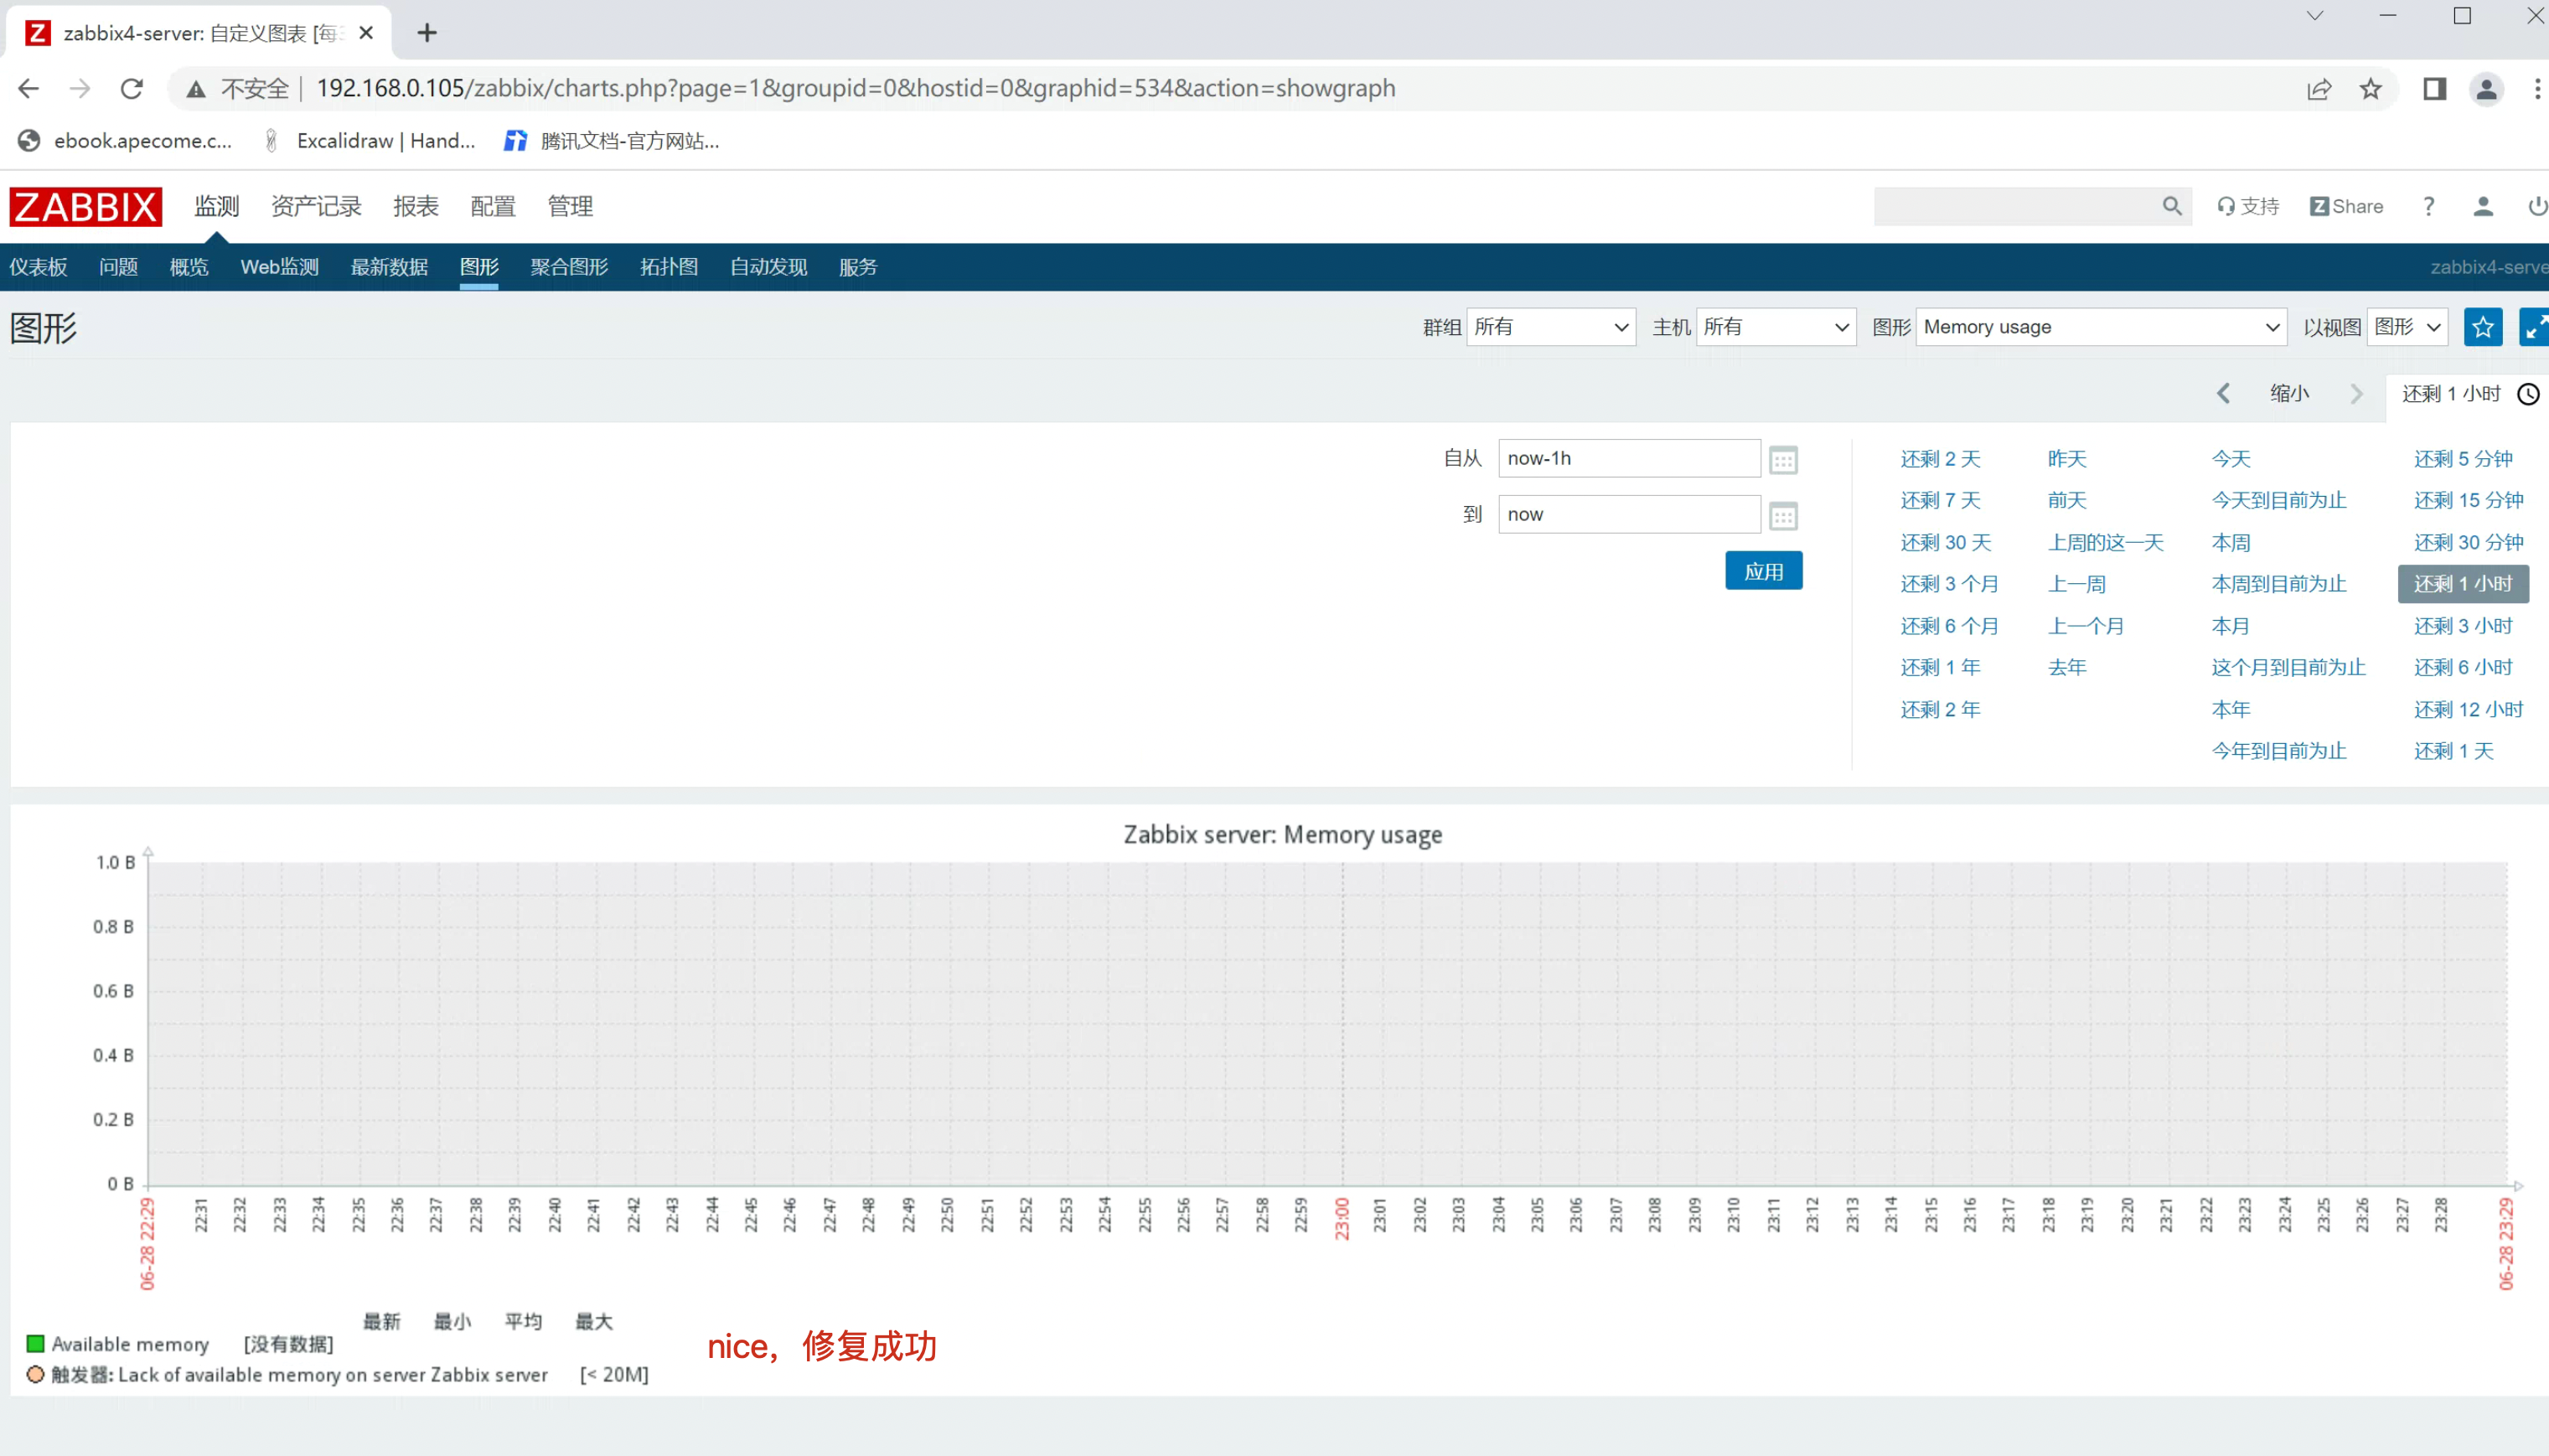 zabbix4-server: 自定义图表 [每
不安全 192.168.0.105/zabbix/charts.php?page=1&groupid=0&hostid=0&graphid=534&action=showgraph
ebook.apecome.c... Excalidraw | Hand... 腾讯文档-官方网站...
ZABBIX 监测 资产记录 报表 配置 管理 支持 Z Share ?
仪表板 问题 概览 Web监测 最新数据 图形 聚合图形 拓扑图 自动发现 服务 zabbix4-serve
图形 群组 所有 主机 所有 图形 Memory usage 以视图 图形
缩小 还剩 1 小时
自从 now-1h
到 now
应用
还剩 2 天 昨天 今天 还剩 5 分钟
还剩 7 天 前天 今天到目前为止 还剩 15 分钟
还剩 30 天 上周的这一天 本周 还剩 30 分钟
还剩 3 个月 上一周 本周到目前为止 还剩 1 小时
还剩 6 个月 上一个月 本月 还剩 3 小时
还剩 1 年 去年 这个月到目前为止 还剩 6 小时
还剩 2 年 本年 还剩 12 小时
今年到目前为止 还剩 1 天
Zabbix server: Memory usage
1.0 B
0.8 B
0.6 B
0.4 B
0.2 B
0 B
06-28 22:29 22:31 22:32 22:33 22:34 22:35 22:36 22:37 22:38 22:39 22:40 22:41 22:42 22:43 22:44 22:45 22:46 22:47 22:48 22:49 22:50 22:51 22:52 22:53 22:54 22:55 22:56 22:57 22:58 22:59 23:00 23:01 23:02 23:03 23:04 23:05 23:06 23:07 23:08 23:09 23:10 23:11 23:12 23:13 23:14 23:15 23:16 23:17 23:18 23:19 23:20 23:21 23:22 23:23 23:24 23:25 23:26 23:27 23:28 06-28 23:29
最新 最小 平均 最大
Available memory [没有数据]
触发器: Lack of available memory on server Zabbix server [< 20M]
nice，修复成功